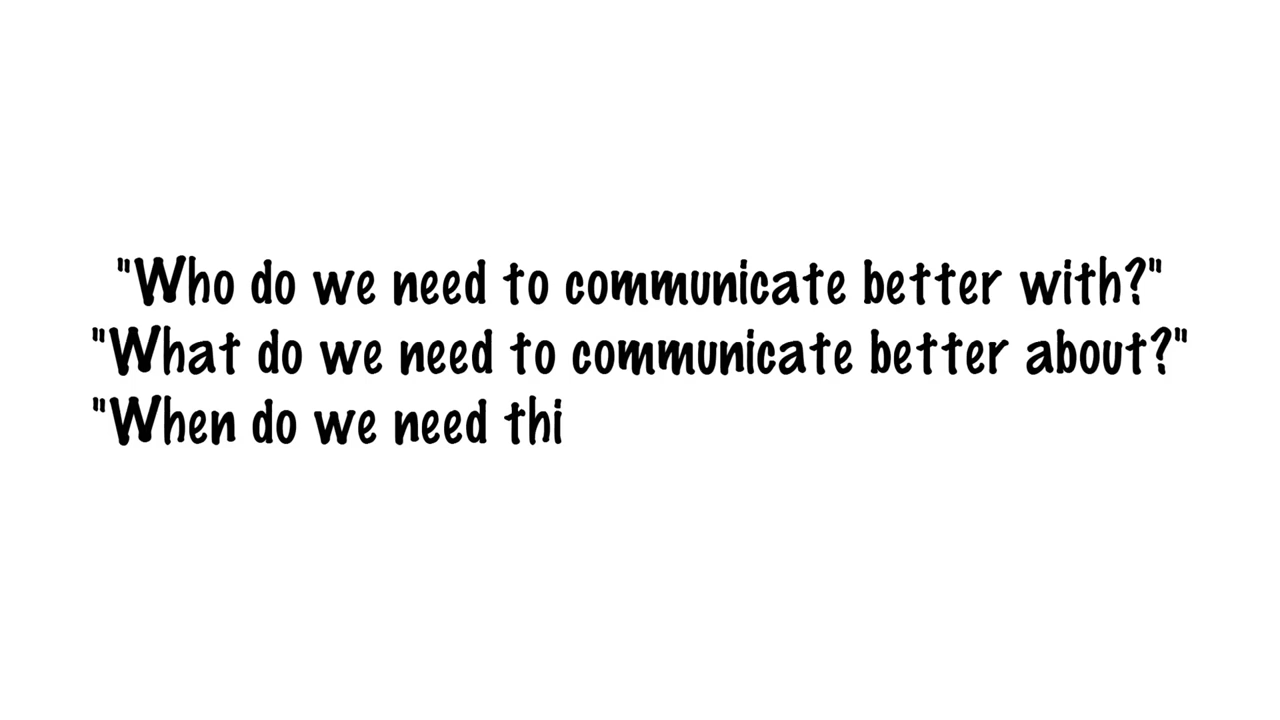 "Who do we need to communicate better with?"
"What do we need to communicate better about?"
"When do we need thi